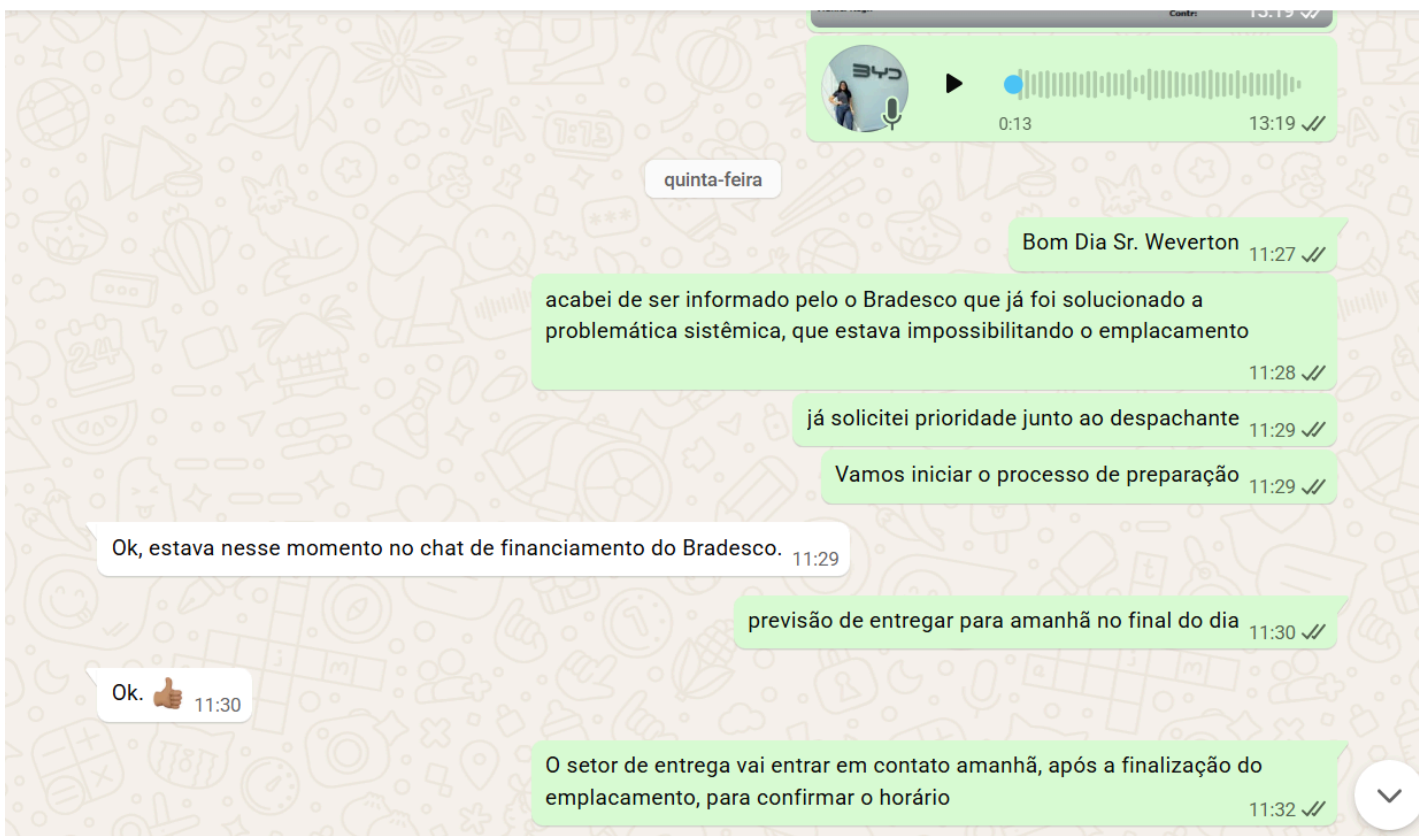 Contr:
13:19
BYD
0:13
13:19
quinta-feira
Bom Dia Sr. Weverton 11:27
acabei de ser informado pelo o Bradesco que já foi solucionado a
problemática sistêmica, que estava impossibilitando o emplacamento
11:28
já solicitei prioridade junto ao despachante 11:29
Vamos iniciar o processo de preparação 11:29
Ok, estava nesse momento no chat de financiamento do Bradesco. 11:29
previsão de entregar para amanhã no final do dia 11:30
Ok. 👍🏽 11:30
O setor de entrega vai entrar em contato amanhã, após a finalização do
emplacamento, para confirmar o horário 11:32